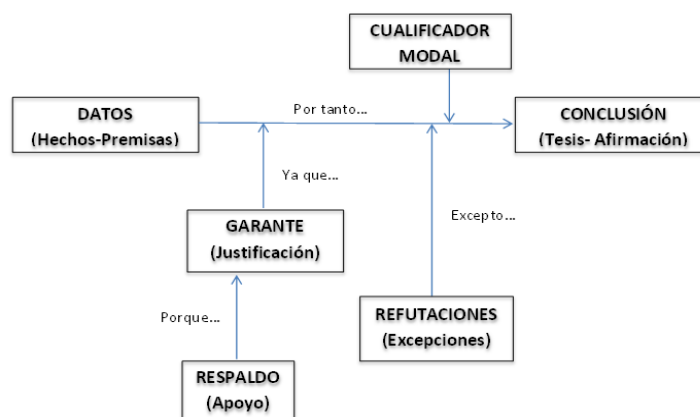 CUALIFICADOR
MODAL
DATOS
(Hechos-Premisas)
Por tanto...
CONCLUSIÓN
(Tesis- Afirmación)
Ya que...
GARANTE
(Justificación)
Excepto...
Porque...
REFUTACIONES
(Excepciones)
RESPALDO
(Apoyo)